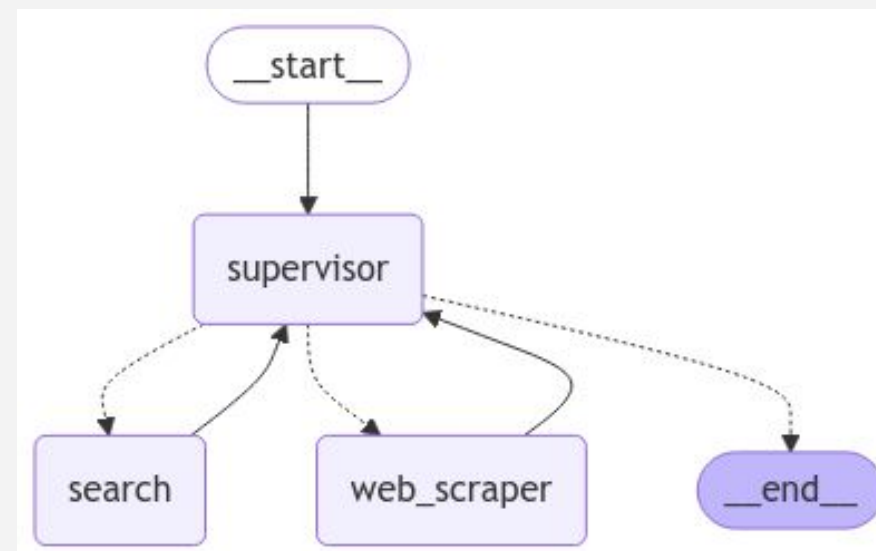 __start__
supervisor
search
web_scraper
__end__